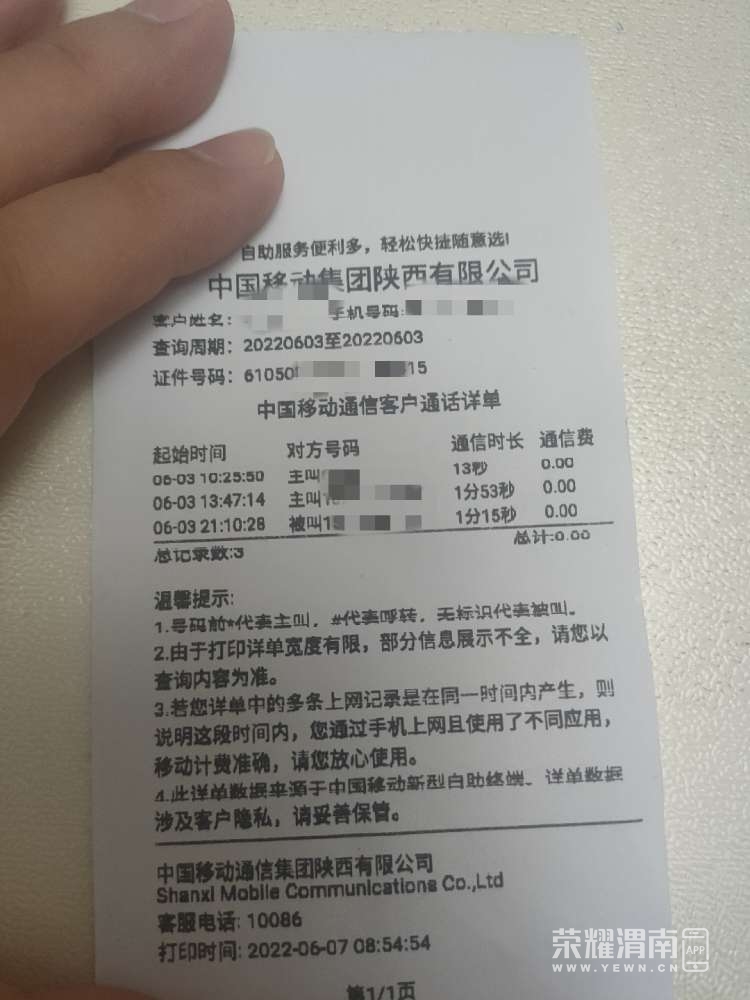 自助服务便利多，轻松快捷随意选!
中国移动集团陕西有限公司
客户姓名： 手机号码:
查询周期：20220603至20220603
证件号码：61050 15
中国移动通信客户通话详单
起始时间 对方号码 通信时长 通信费
06-03 10:25:50 主叫 13秒 0.00
06-03 13:47:14 主叫 1分53秒 0.00
06-03 21:10:28 被叫 1分15秒 0.00
总记录数:3 总计:0.00
温馨提示:
1.号码前*代表主叫，#代表呼转，无标识代表被叫。
2.由于打印详单宽度有限，部分信息展示不全，请您以
查询内容为准。
3.若您详单中的多条上网记录是在同一时间内产生，则
说明这段时间内，您通过手机上网且使用了不同应用，
移动计费准确，请您放心使用。
4.此详单数据来源于中国移动新型自助终端，详单数据
涉及客户隐私，请妥善保管。
中国移动通信集团陕西有限公司
Shanxi Mobile Communications Co.,Ltd
客服电话: 10086
打印时间: 2022-06-07 08:54:54
第1/1页
荣耀渭南 APP
WWW.YEWN.CN